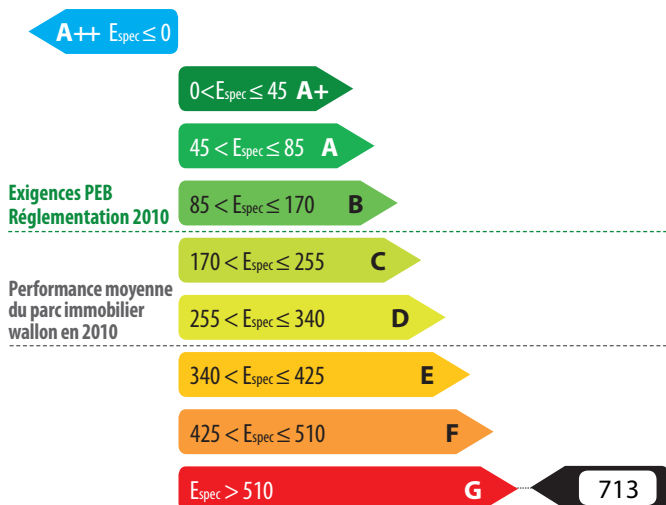 A++ Espec ≤ 0
0<Espec ≤ 45 A+
45 < Espec ≤ 85 A
Exigences PEB
Réglementation 2010
85 < Espec ≤ 170 B
170 < Espec ≤ 255 C
Performance moyenne
du parc immobilier
wallon en 2010
255 < Espec ≤ 340 D
340 < Espec ≤ 425 E
425 < Espec ≤ 510 F
Espec > 510 G
713